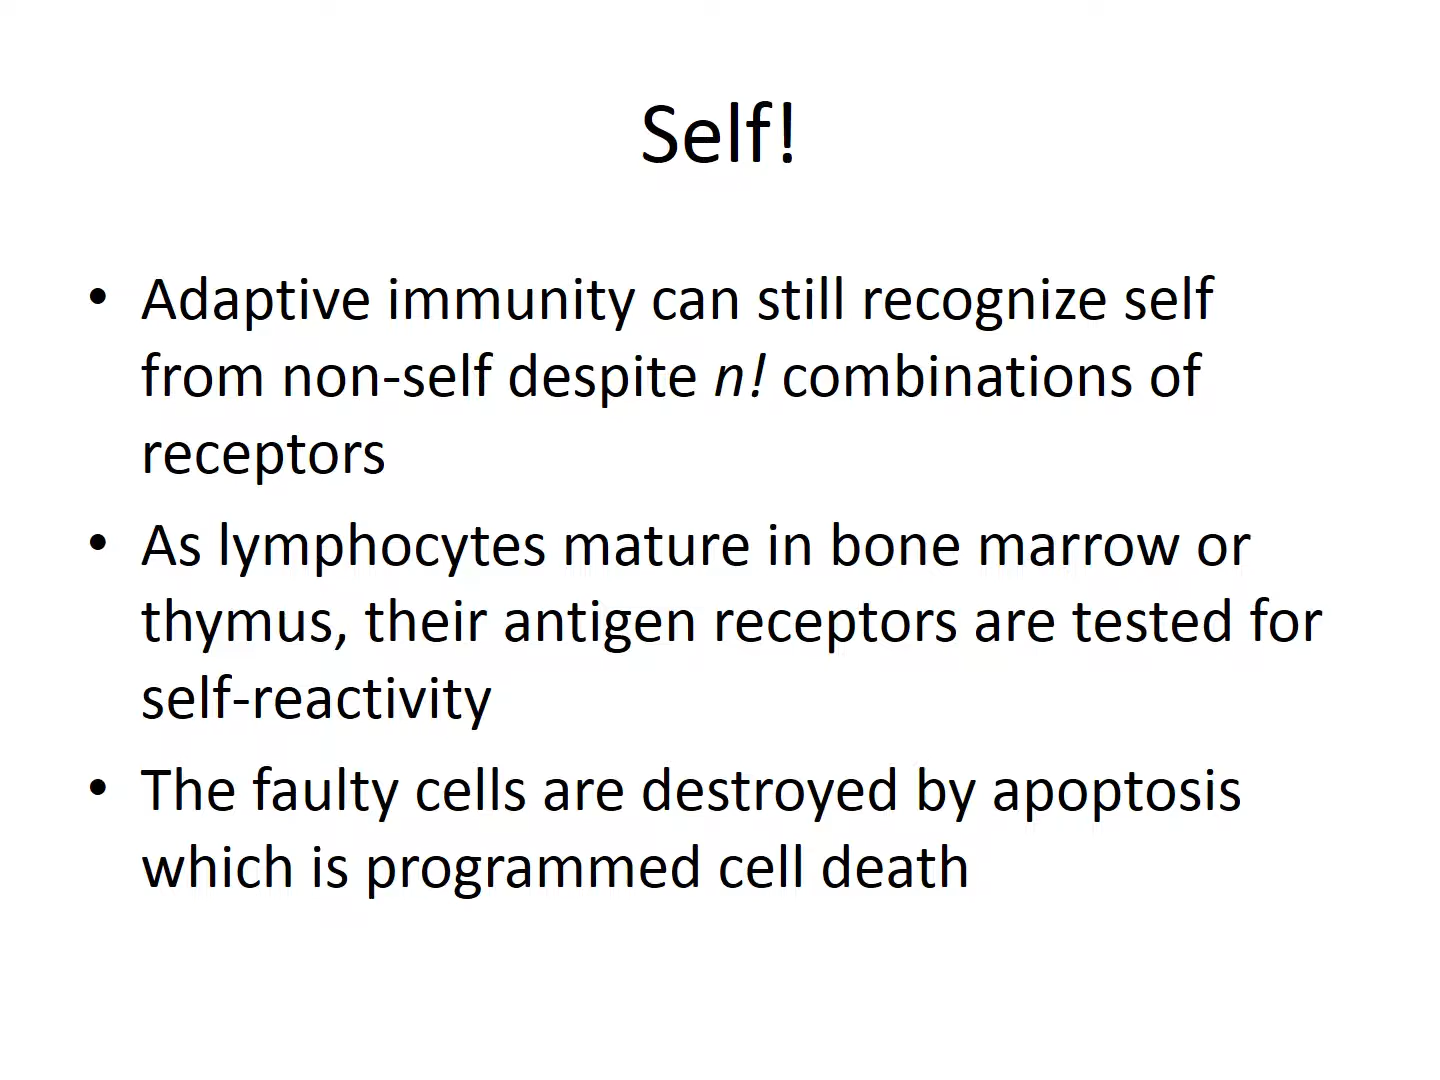 Self!
• Adaptive immunity can still recognize self
from non-self despite n! combinations of
receptors
• As lymphocytes mature in bone marrow or
thymus, their antigen receptors are tested for
self-reactivity
• The faulty cells are destroyed by apoptosis
which is programmed cell death